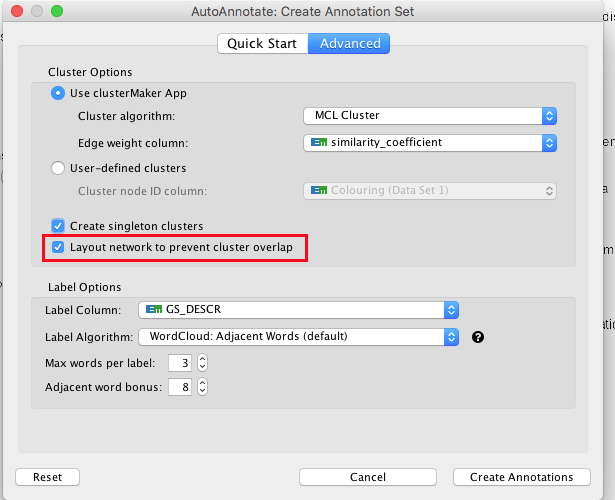 AutoAnnotate: Create Annotation Set
Quick Start Advanced
Cluster Options
Use clusterMaker App
Cluster algorithm: MCL Cluster
Edge weight column: similarity_coefficient
User-defined clusters
Cluster node ID column: Colouring (Data Set 1)
Create singleton clusters
Layout network to prevent cluster overlap
Label Options
Label Column: GS_DESCR
Label Algorithm: WordCloud: Adjacent Words (default) ?
Max words per label: 3
Adjacent word bonus: 8
Reset Cancel Create Annotations